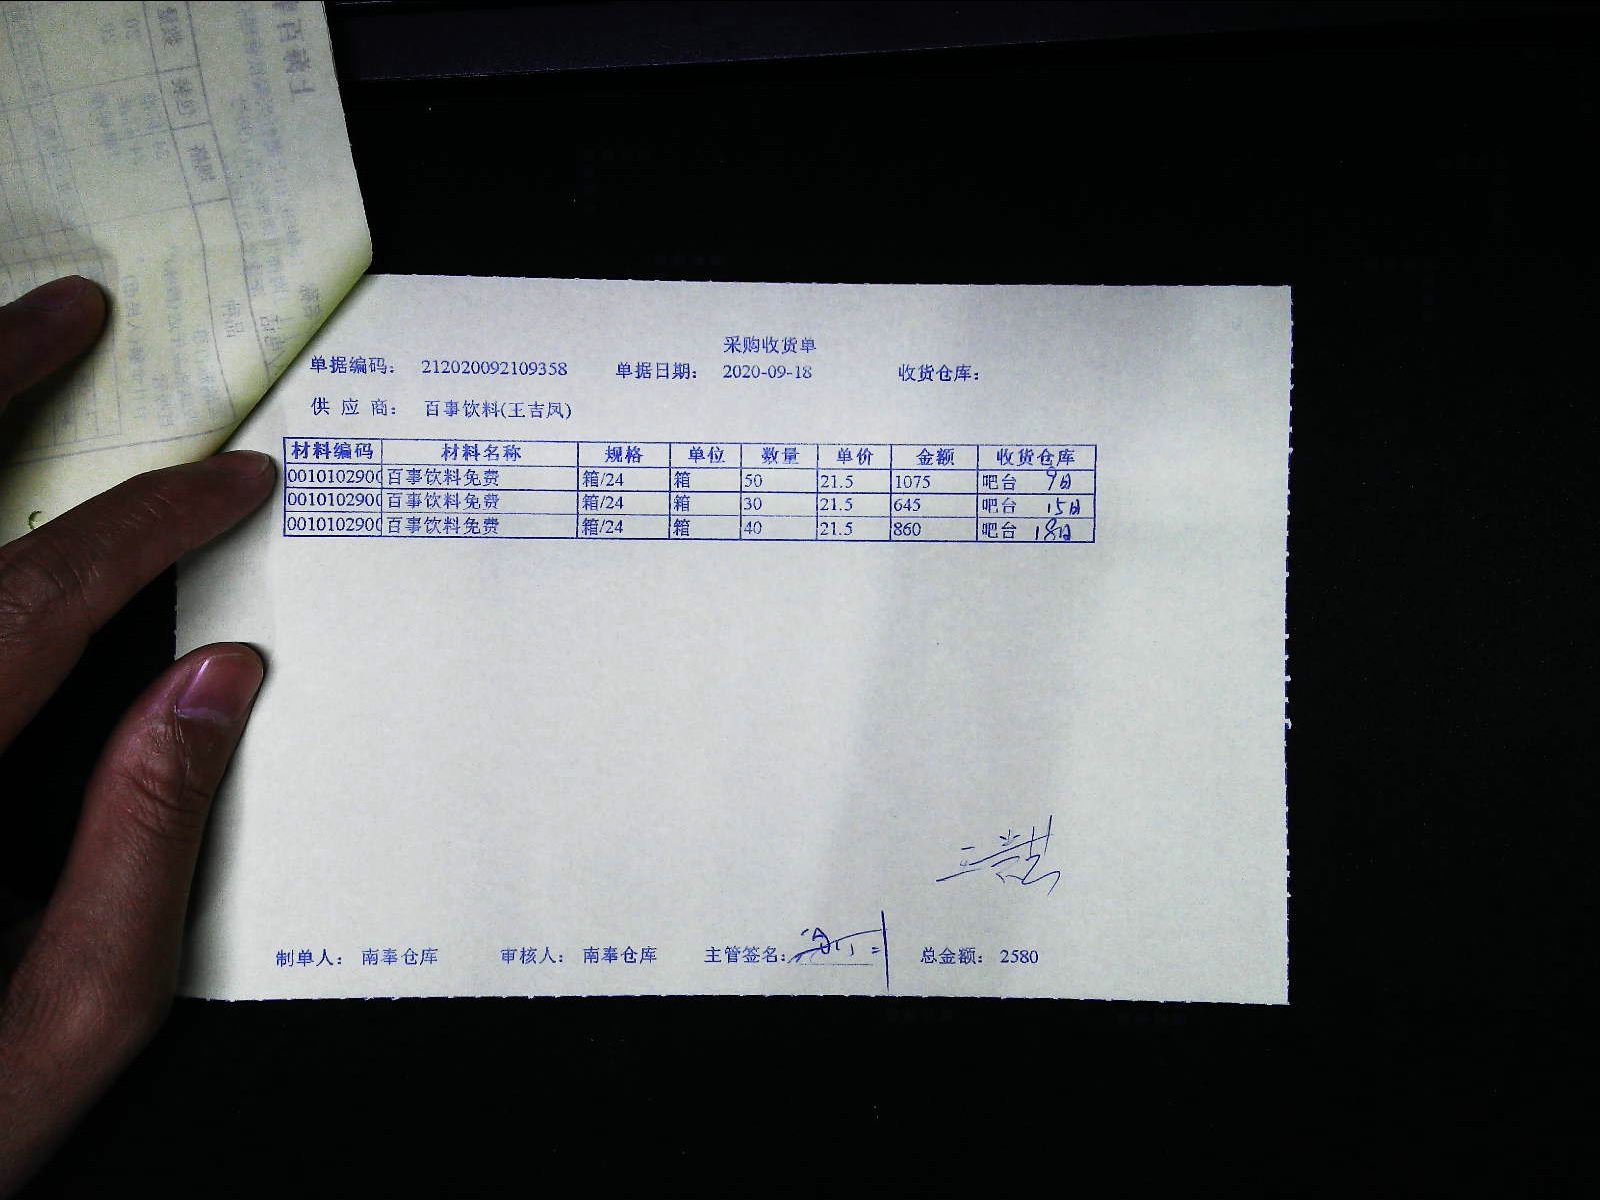 采购收货单
单据编码： 212020092109358 单据日期： 2020-09-18 收货仓库：
供 应 商： 百事饮料(王吉凤)
材料编码 材料名称 规格 单位 数量 单价 金额 收货仓库
001010290 百事饮料免费 箱/24 箱 50 21.5 1075 吧台 9日
001010290 百事饮料免费 箱/24 箱 30 21.5 645 吧台 15日
001010290 百事饮料免费 箱/24 箱 40 21.5 860 吧台 18日
制单人： 南奉仓库 审核人： 南奉仓库 主管签名： 总金额： 2580